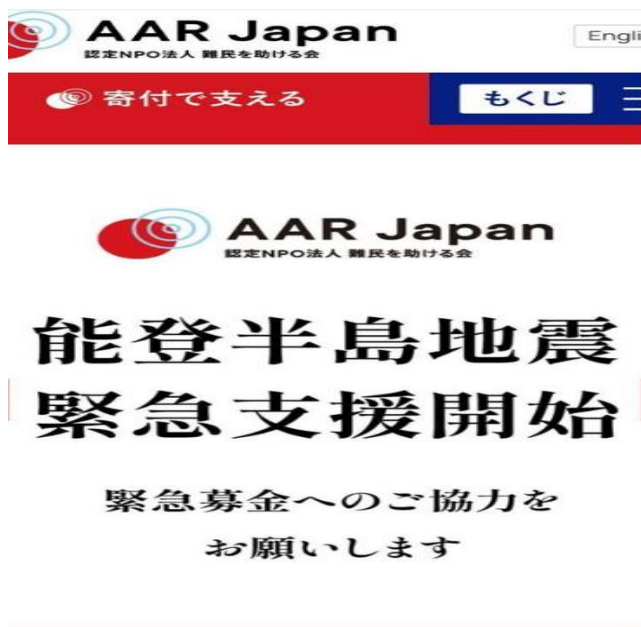 AAR Japan
認定NPO法人 難民を助ける会
Engli
寄付で支える
もくじ
AAR Japan
認定NPO法人 難民を助ける会
能登半島地震
緊急支援開始
緊急募金へのご協力を
お願いします